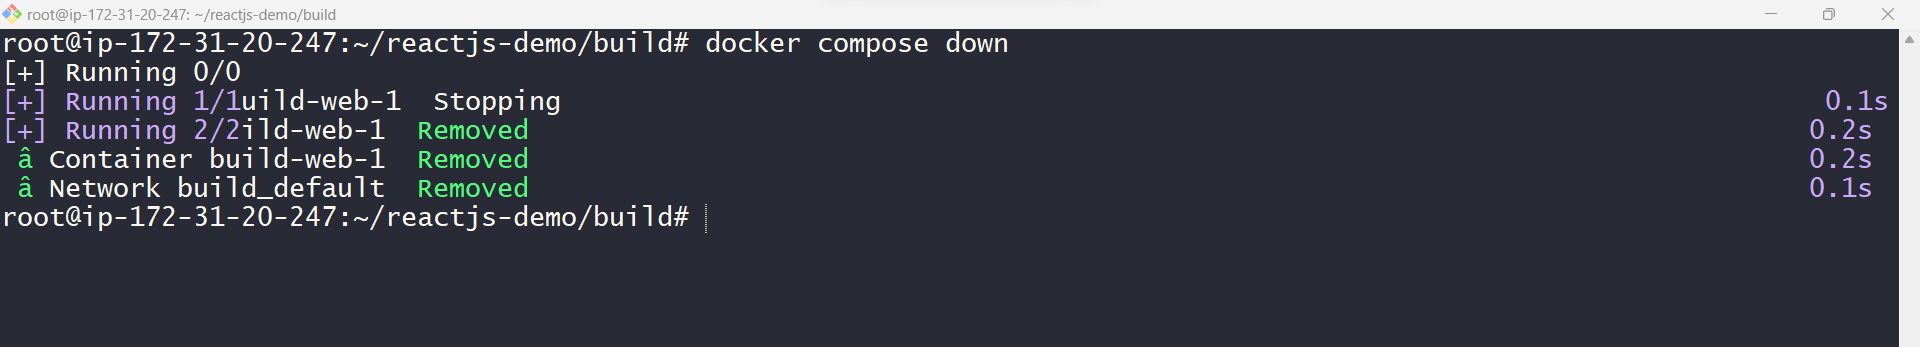 root@ip-172-31-20-247: ~/reactjs-demo/build
root@ip-172-31-20-247:~/reactjs-demo/build# docker compose down
[+] Running 0/0
[+] Running 1/1uild-web-1  Stopping 0.1s
[+] Running 2/2ild-web-1  Removed 0.2s
â Container build-web-1  Removed 0.2s
â Network build_default  Removed 0.1s
root@ip-172-31-20-247:~/reactjs-demo/build#